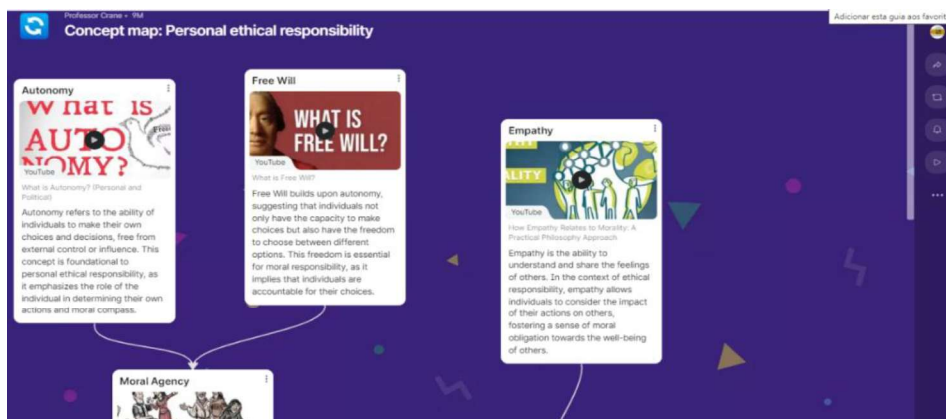 Professor Crane • 9M
Concept map: Personal ethical responsibility
Adicionar esta guia aos favorit
Autonomy
What is
AUTO
NOMY?
YouTube
What is Autonomy? (Personal and
Political)
Autonomy refers to the ability of
individuals to make their own
choices and decisions, free from
external control or influence. This
concept is foundational to
personal ethical responsibility, as
it emphasizes the role of the
individual in determining their own
actions and moral compass.
Free Will
WHAT IS
FREE WILL?
YouTube
What is Free Will?
Free Will builds upon autonomy,
suggesting that individuals not
only have the capacity to make
choices but also have the freedom
to choose between different
options. This freedom is essential
for moral responsibility, as it
implies that individuals are
accountable for their choices.
Empathy
ALITY
YouTube
How Empathy Relates to Morality: A
Practical Philosophy Approach
Empathy is the ability to
understand and share the feelings
of others. In the context of ethical
responsibility, empathy allows
individuals to consider the impact
of their actions on others,
fostering a sense of moral
obligation towards the well-being
of others.
Moral Agency